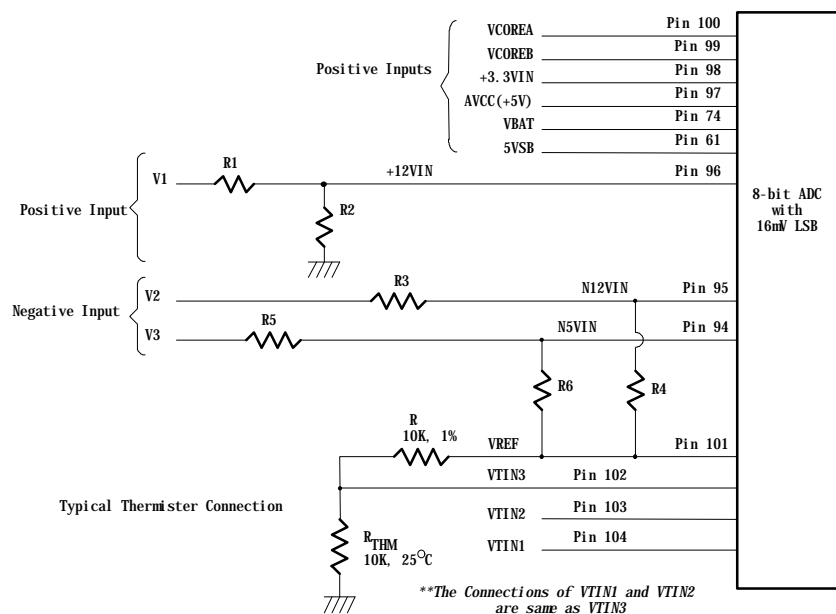 VCOREA Pin 100
VCOREB Pin 99
Positive Inputs
+3.3VIN Pin 98
AVCC(+5V) Pin 97
VBAT Pin 74
5VSB Pin 61
V1 R1 +12VIN Pin 96
Positive Input
R2
8-bit ADC
with
16mV LSB
V2 R3 N12VIN Pin 95
Negative Input
V3 R5 N5VIN Pin 94
R6 R4
R
10K, 1%
VREF Pin 101
VTIN3 Pin 102
Typical Thermister Connection
VTIN2 Pin 103
VTIN1 Pin 104
RTHM
10K, 25°C
**The Connections of VTIN1 and VTIN2
are same as VTIN3